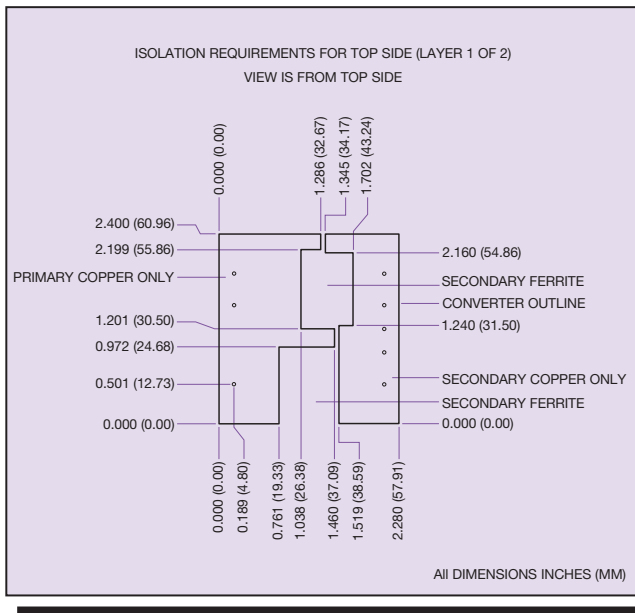 ISOLATION REQUIREMENTS FOR TOP SIDE (LAYER 1 OF 2)
VIEW IS FROM TOP SIDE
0.000 (0.00)
1.286 (32.67)
1.345 (34.17)
1.702 (43.24)
2.400 (60.96)
2.199 (55.86)
PRIMARY COPPER ONLY
1.201 (30.50)
0.972 (24.68)
0.501 (12.73)
0.000 (0.00)
2.160 (54.86)
SECONDARY FERRITE
CONVERTER OUTLINE
1.240 (31.50)
SECONDARY COPPER ONLY
SECONDARY FERRITE
0.000 (0.00)
0.000 (0.00)
0.189 (4.80)
0.761 (19.33)
1.038 (26.38)
1.460 (37.09)
1.519 (38.59)
2.280 (57.91)
All DIMENSIONS INCHES (MM)